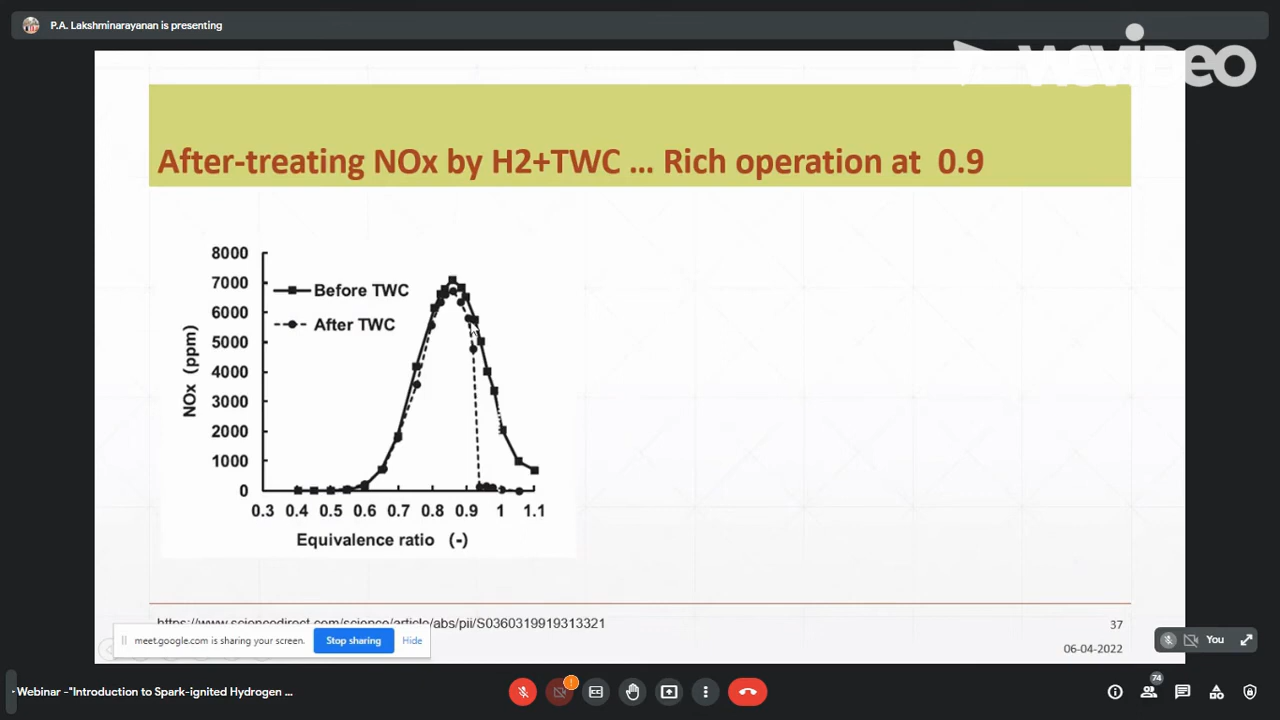 P.A. Lakshminarayanan is presenting
After-treating NOx by H2+TWC ... Rich operation at 0.9
8000
7000
6000
5000
4000
3000
2000
1000
0
NOx (ppm)
Before TWC
After TWC
0.3 0.4 0.5 0.6 0.7 0.8 0.9 1 1.1
Equivalence ratio (-)
https://www.sciencedirect.com/science/article/abs/pii/S0360319919313321
37
06-04-2022
meet.google.com is sharing your screen.
Stop sharing
Hide
You
Webinar -"Introduction to Spark-ignited Hydrogen ...
74